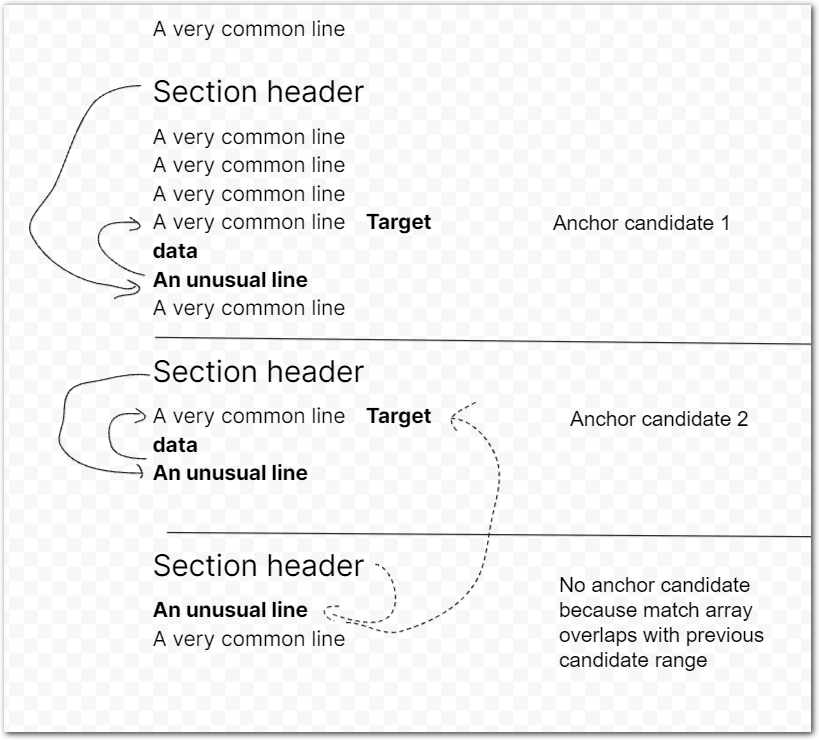 A very common line
Section header
A very common line
A very common line
A very common line
A very common line Target
Anchor candidate 1
data
An unusual line
A very common line
Section header
A very common line Target
Anchor candidate 2
data
An unusual line
Section header
An unusual line
A very common line
No anchor candidate
because match array
overlaps with previous
candidate range